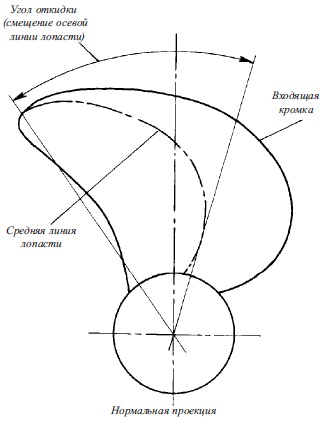 Угол откидки
(смещение осевой
линии лопасти)
Входящая
кромка
Средняя линия
лопасти
Нормальная проекция